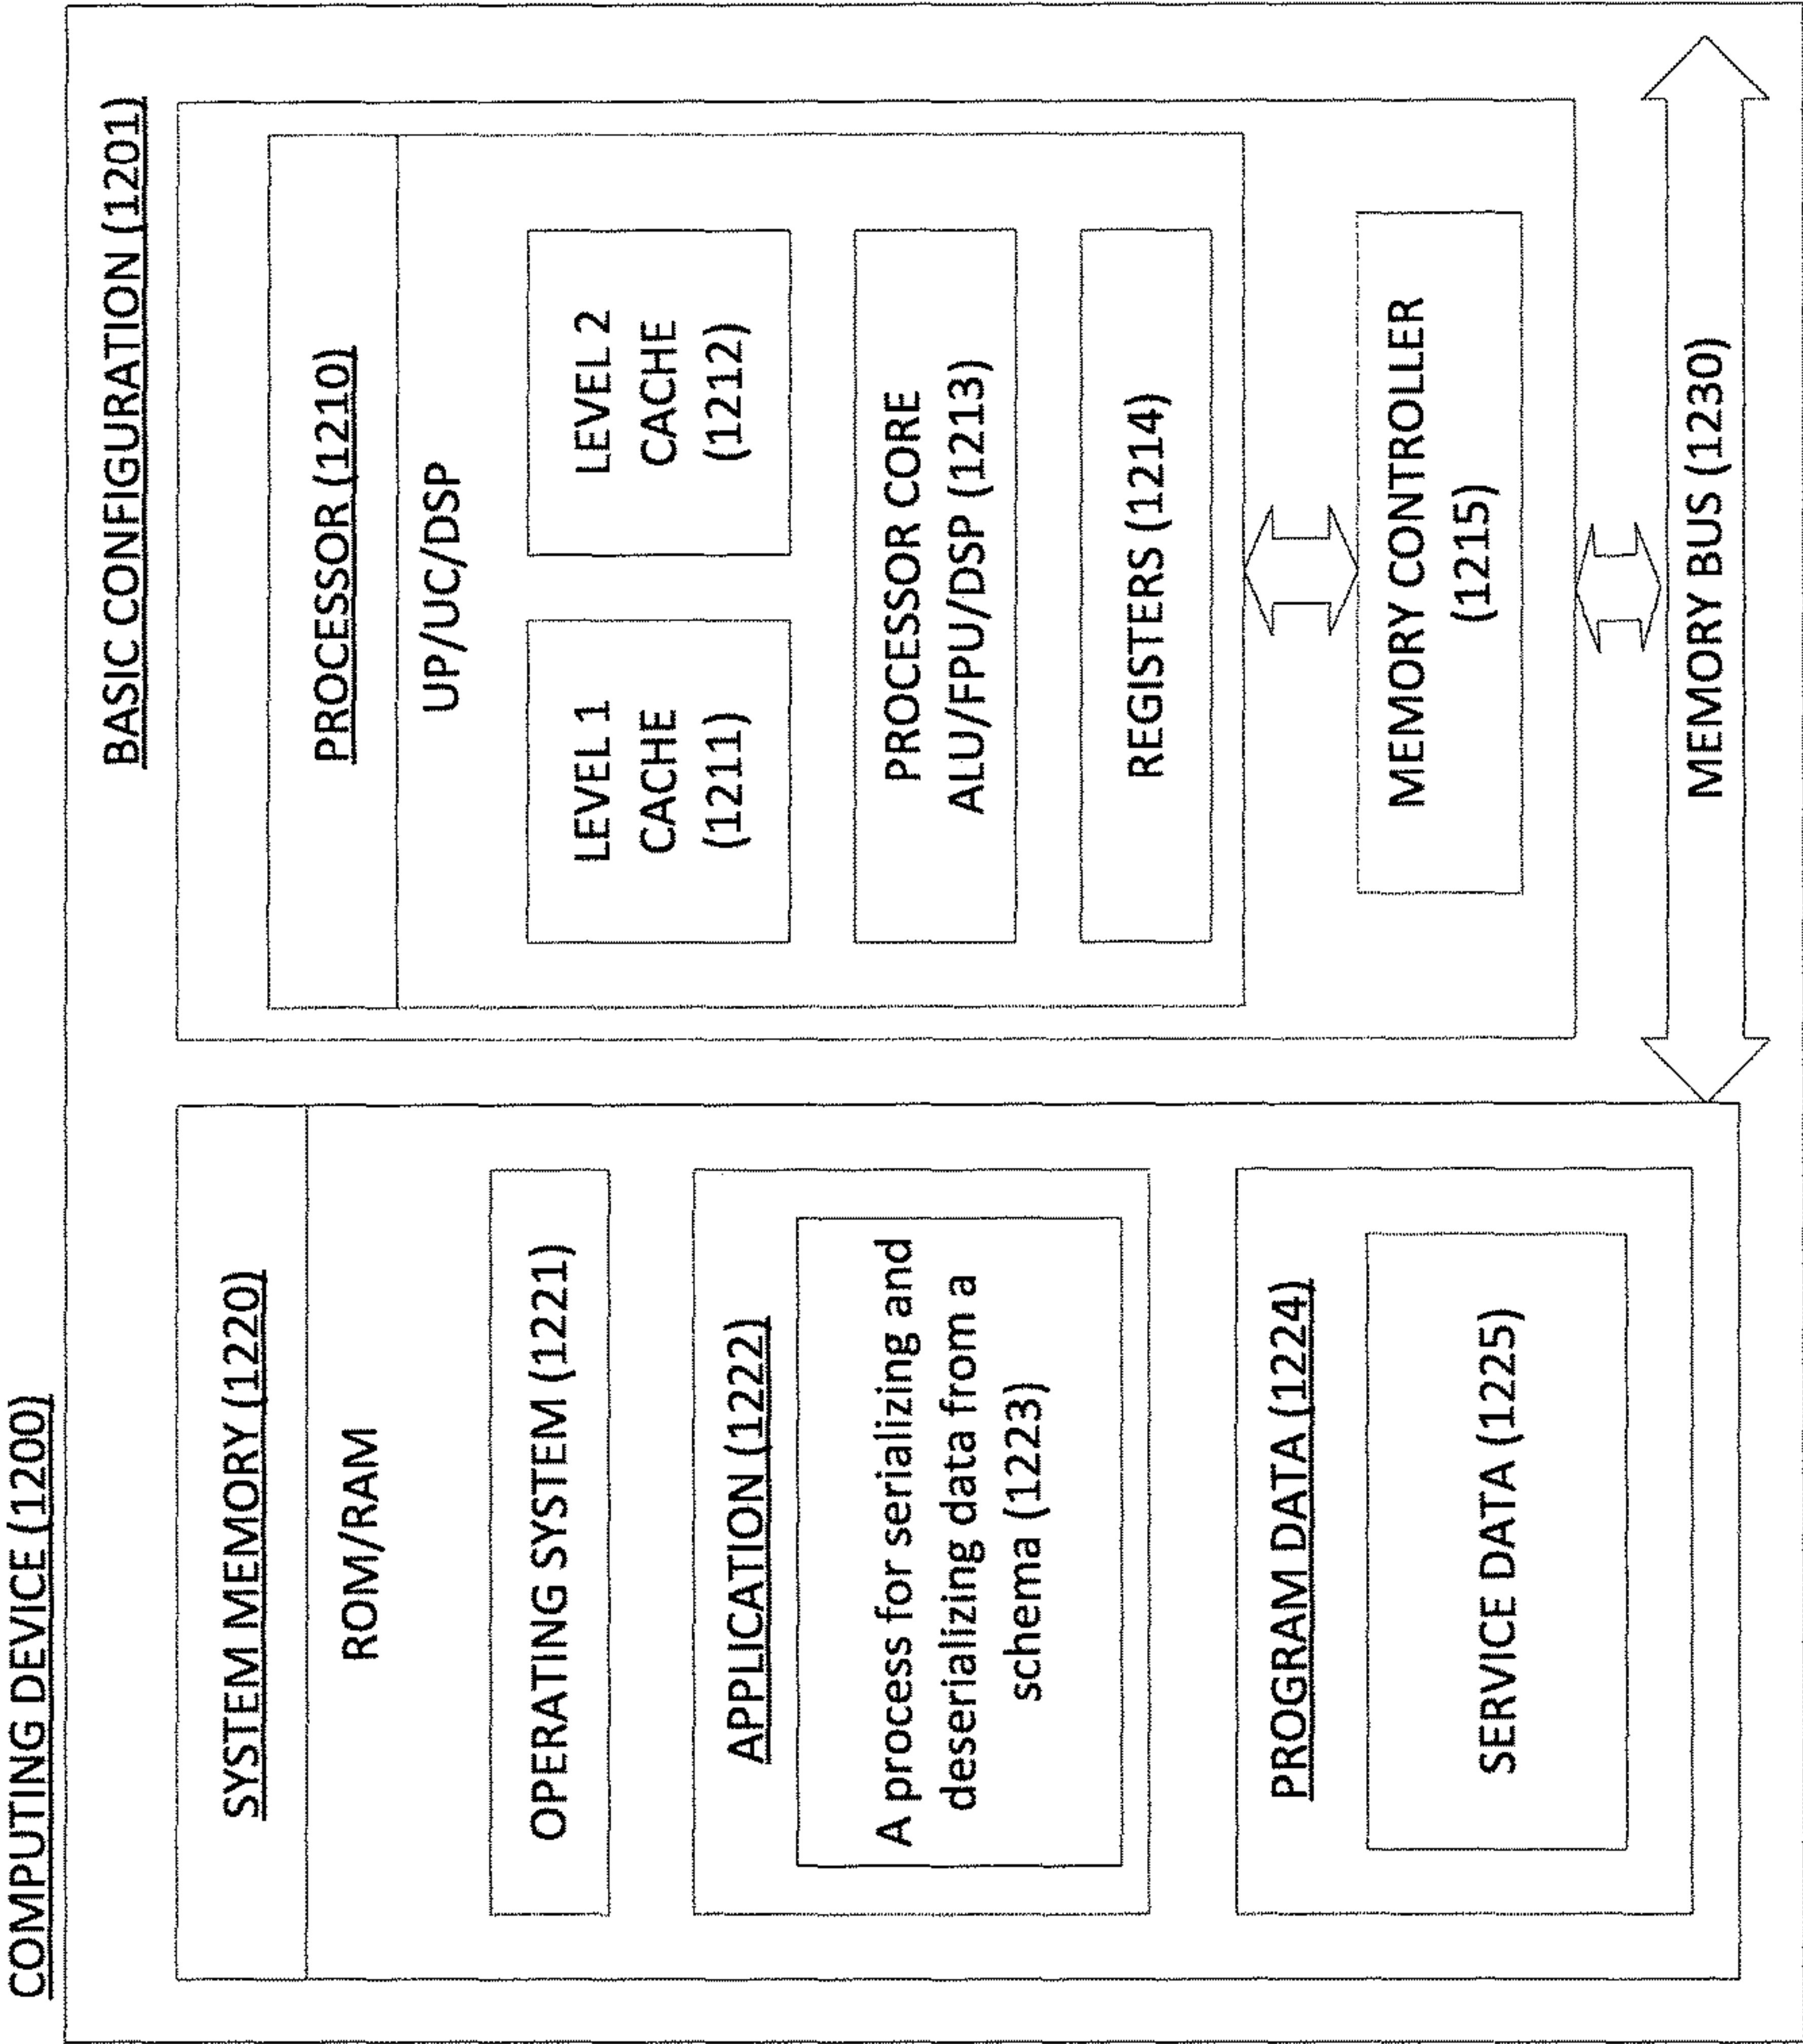 COMPUTING DEVICE (1200)
SYSTEM MEMORY (1220)
ROM/RAM
OPERATING SYSTEM (1221)
APPLICATION (1222)
A process for serializing and
deserializing data from a
schema (1223)
PROGRAM DATA (1224)
SERVICE DATA (1225)
BASIC CONFIGURATION (1201)
PROCESSOR (1210)
UP/UC/DSP
LEVEL 1
CACHE
(1211)
LEVEL 2
CACHE
(1212)
PROCESSOR CORE
ALU/FPU/DSP (1213)
REGISTERS (1214)
MEMORY CONTROLLER
(1215)
MEMORY BUS (1230)